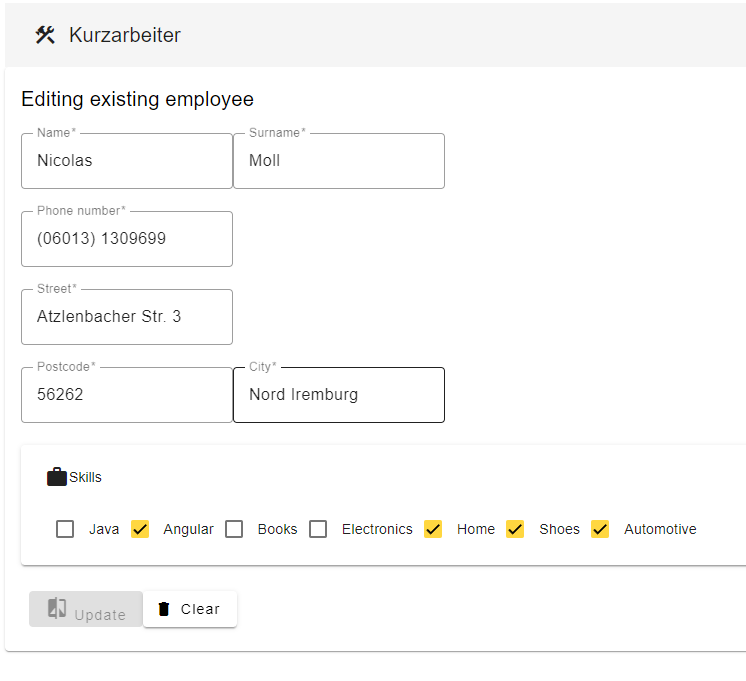 Kurzarbeiter
Editing existing employee
Name* Surname*
Nicolas Moll
Phone number*
(06013) 1309699
Street*
Atzlenbacher Str. 3
Postcode* City*
56262 Nord Iremburg
Skills
Java Angular Books Electronics Home Shoes Automotive
Update Clear